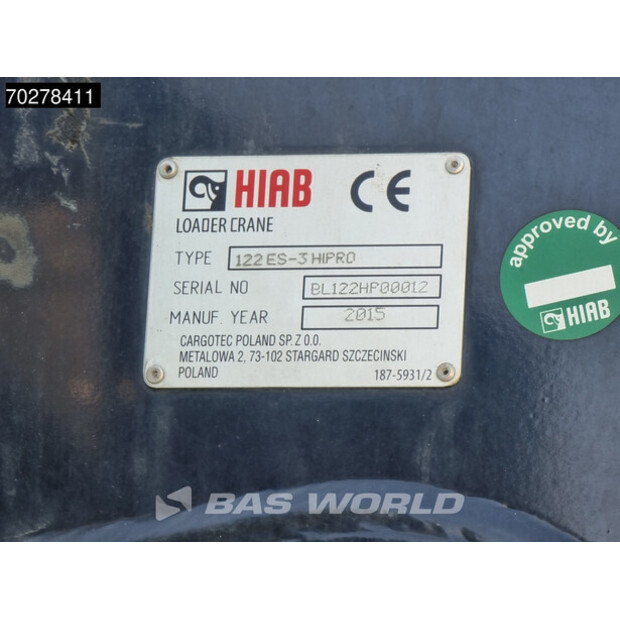 70278411
HIAB CE
LOADER CRANE
TYPE 122 ES-3 HIPRO
SERIAL NO BL122HP00012
MANUF. YEAR 2015
CARGOTEC POLAND SP. Z O.O.
METALOWA 2, 73-102 STARGARD SZCZECINSKI
POLAND 187-5931/2
approved by
HIAB
BAS WORLD